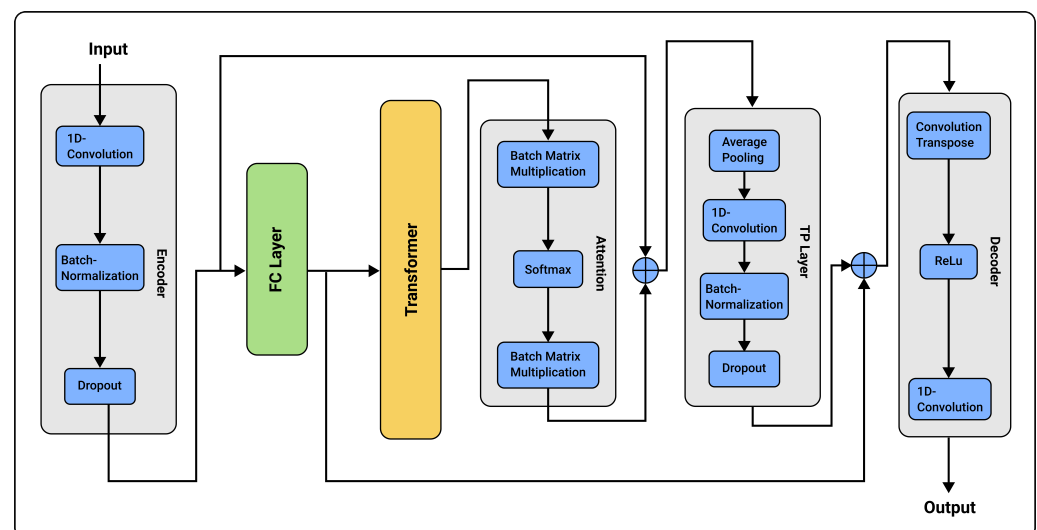 Input
1D-
Convolution
Batch-
Normalization
Dropout
Encoder
FC Layer
Transformer
Batch Matrix
Multiplication
Softmax
Batch Matrix
Multiplication
Attention
Average
Pooling
1D-
Convolution
Batch-
Normalization
Dropout
TP Layer
Convolution
Transpose
ReLu
1D-
Convolution
Decoder
Output